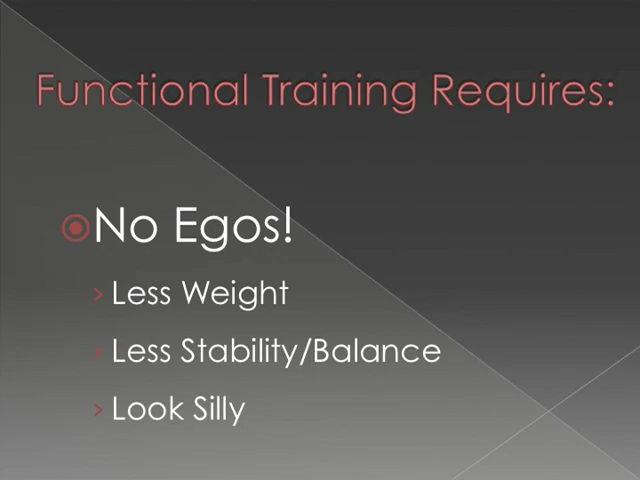 Functional Training Requires:
No Egos!
Less Weight
Less Stability/Balance
Look Silly